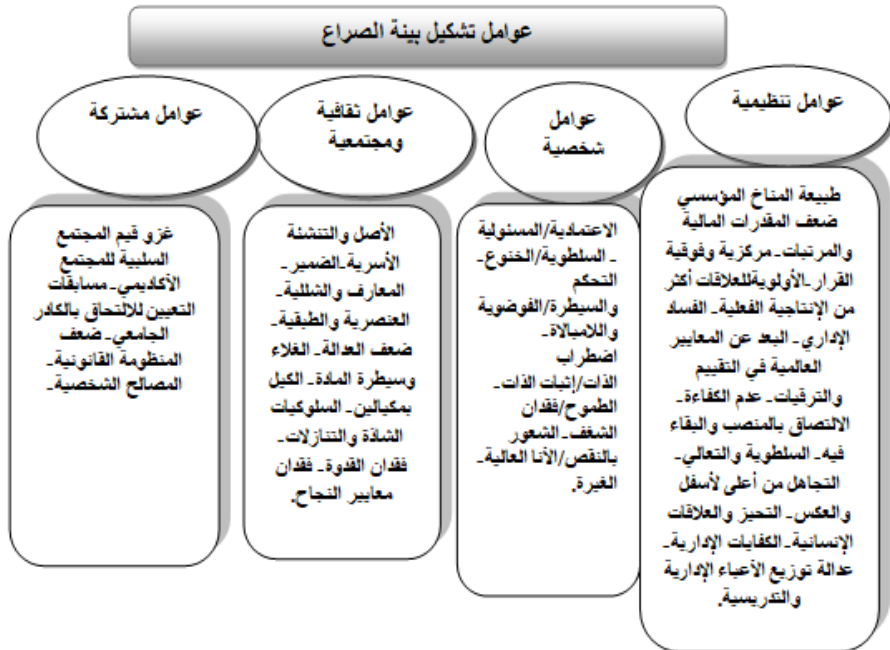 عوامل تشكيل بيئة الصراع
عوامل تنظيمية
طبيعة المناخ المؤسسي
ضعف المقدرات المالية
والمرتبات- مركزية وفوقية
القرار-الأولوية للعلاقات أكثر
من الإنتاجية الفعلية- الفساد
الإداري- البعد عن المعايير
العالمية في التقييم
والترقيات- عدم الكفاءة-
الالتصاق بالمنصب والبقاء
فيه- السلطوية والتعالي-
التجاهل من أعلى لأسفل
والعكس- التحيز والعلاقات
الإنسانية- الكفايات الإدارية-
عدالة توزيع الأعباء الإدارية
والتدريسية.
عوامل
شخصية
الاعتمادية/المسئولية
- السلطوية/الخنوع-
التحكم
والسيطرة/الفوضوية
واللامبالاة-
اضطراب
الذات/إثبات الذات-
الطموح/فقدان
الشغف- الشعور
بالنقص/الأنا العالية-
الغيرة.
عوامل ثقافية
ومجتمعية
الأصل والتنشئة
الأسرية-الضمير-
المعارف والشللية-
العنصرية والطبقية-
ضعف العدالة- الغلاء
وسيطرة المادة- الكيل
بمكيالين- السلوكيات
الشاذة والتنازلات-
فقدان القدوة- فقدان
معايير النجاح.
عوامل مشتركة
غزو قيم المجتمع
السلبية للمجتمع
الأكاديمي- مسابقات
التعيين للالتحاق بالكادر
الجامعي- ضعف
المنظومة القانونية-
المصالح الشخصية-